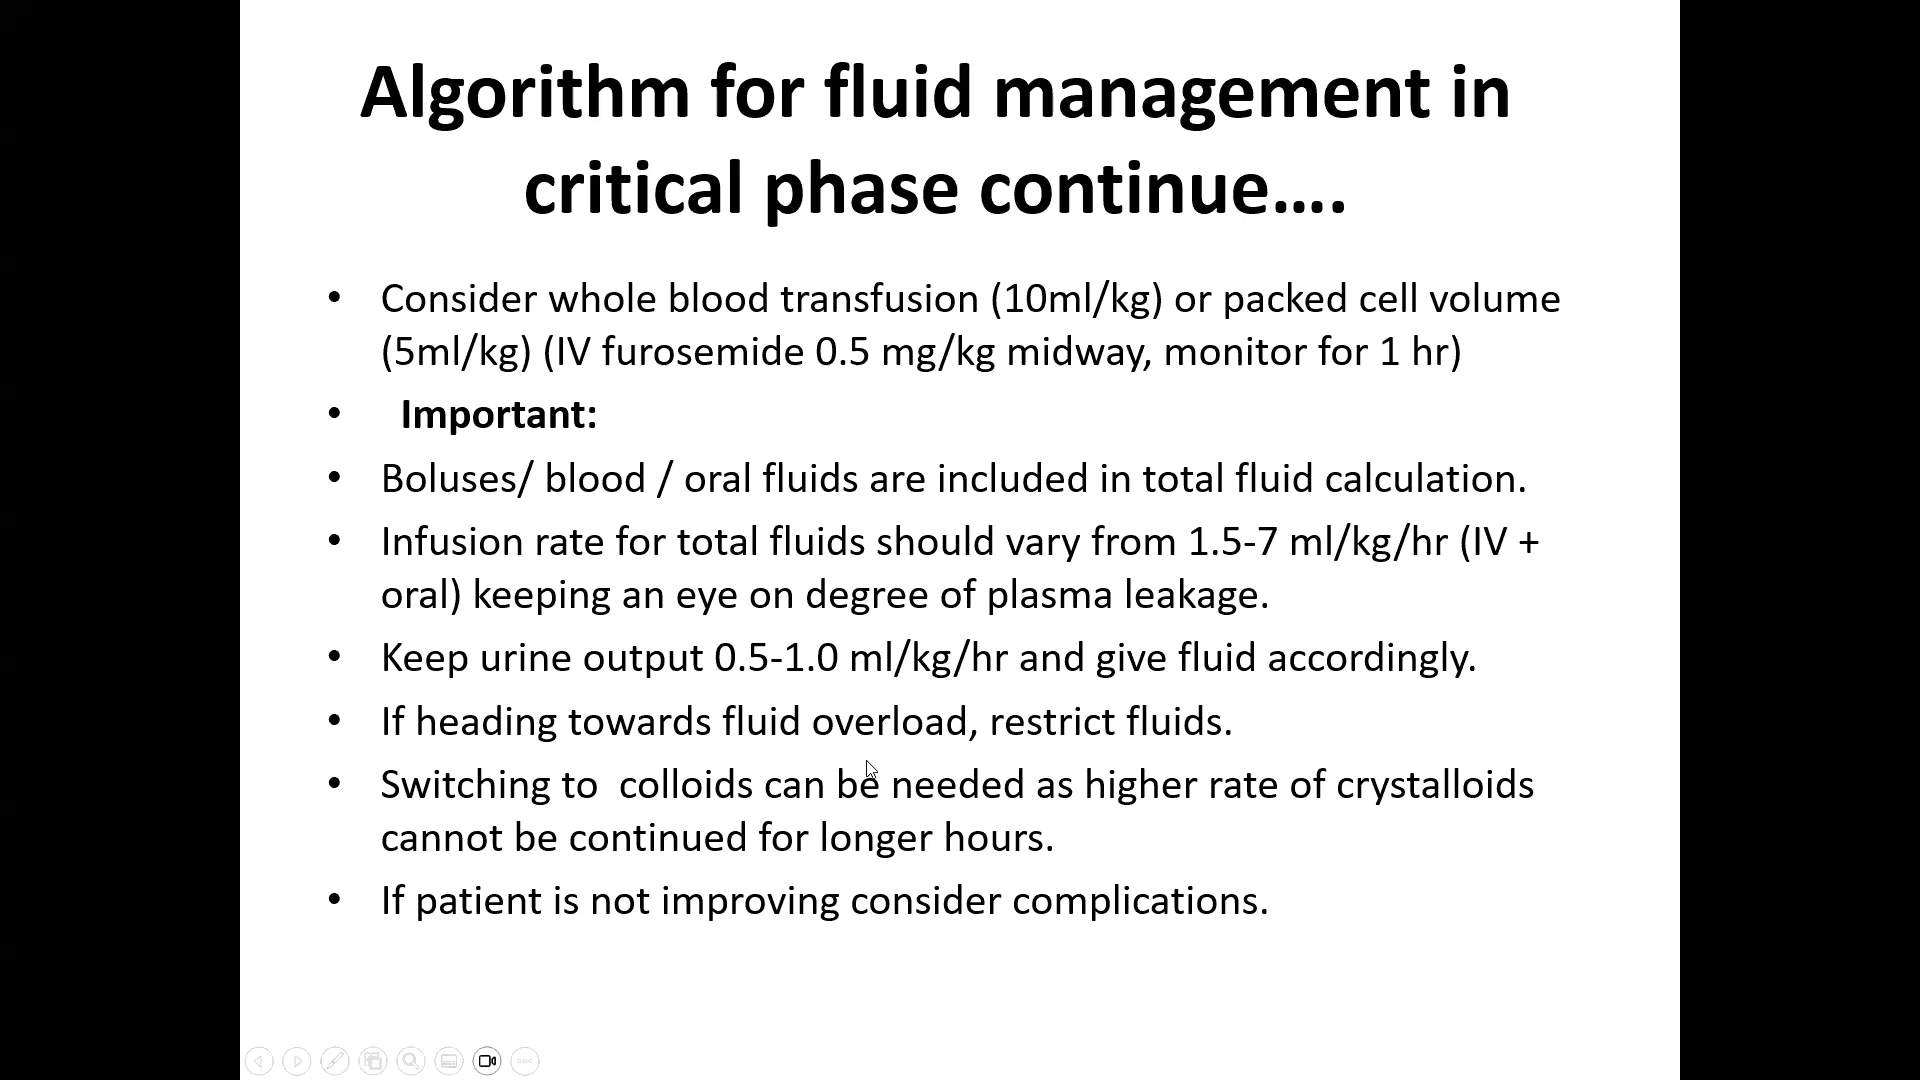 Algorithm for fluid management in
critical phase continue….
• Consider whole blood transfusion (10ml/kg) or packed cell volume
(5ml/kg) (IV furosemide 0.5 mg/kg midway, monitor for 1 hr)
• Important:
• Boluses/ blood / oral fluids are included in total fluid calculation.
• Infusion rate for total fluids should vary from 1.5-7 ml/kg/hr (IV +
oral) keeping an eye on degree of plasma leakage.
• Keep urine output 0.5-1.0 ml/kg/hr and give fluid accordingly.
• If heading towards fluid overload, restrict fluids.
• Switching to  colloids can be needed as higher rate of crystalloids
cannot be continued for longer hours.
• If patient is not improving consider complications.